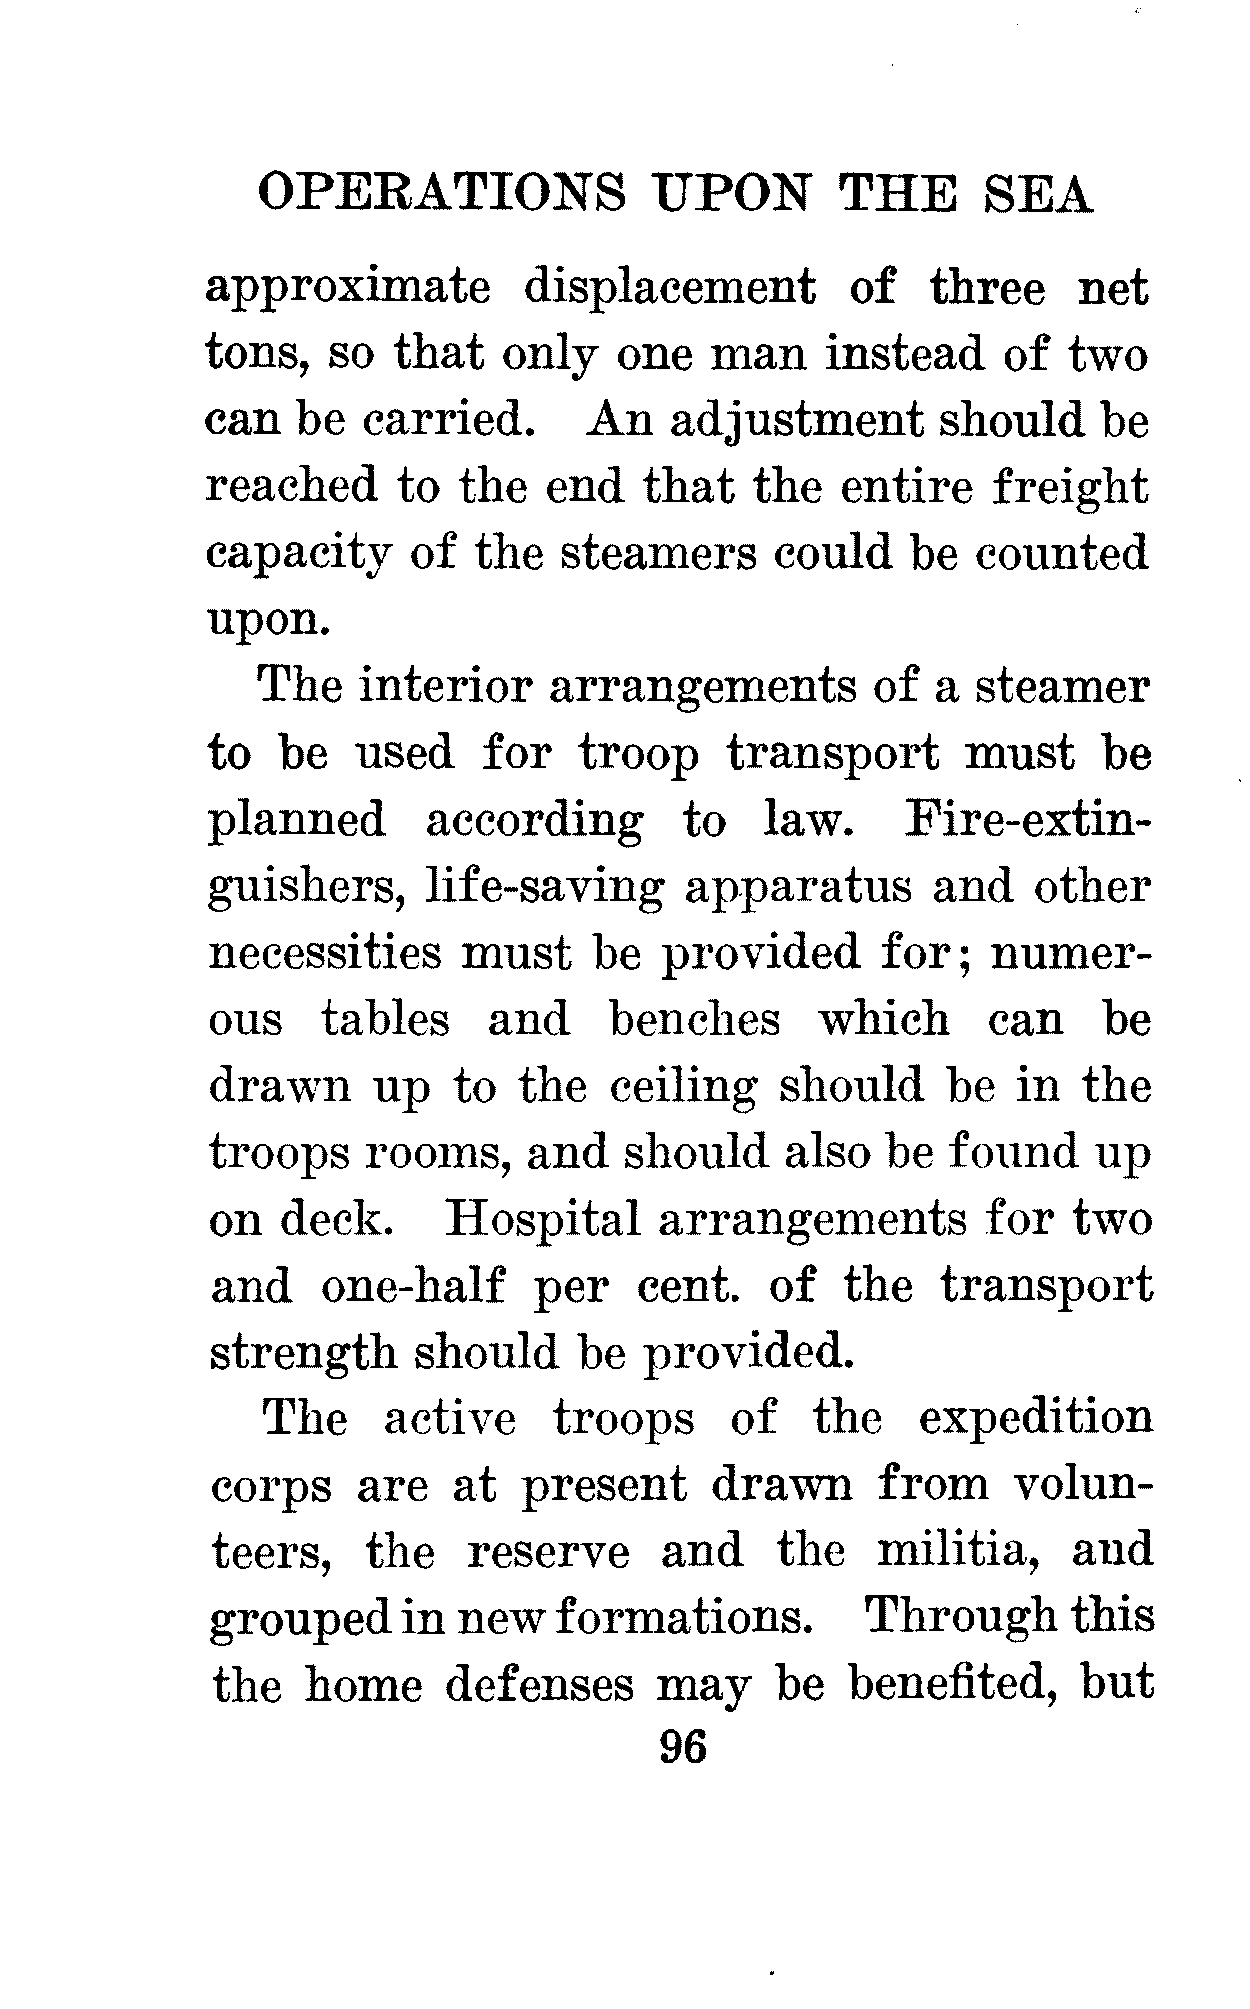 OPERATIONS UPON THE SEA
approximate displacement of three net
tons, so that only one man instead of two
can be carried. An adjustment should be
reached to the end that the entire freight
capacity of the steamers could be counted
upon.
The interior arrangements of a steamer
to be used for troop transport must be
planned according to law. Fire-extin-
guishers, life-saving apparatus and other
necessities must be provided for; numer-
ous tables and benches which can be
drawn up to the ceiling should be in the
troops rooms, and should also be found up
on deck. Hospital arrangements for two
and one-half per cent. of the transport
strength should be provided.
The active troops of the expedition
corps are at present drawn from volun-
teers, the reserve and the militia, and
grouped in new formations. Through this
the home defenses may be benefited, but
96